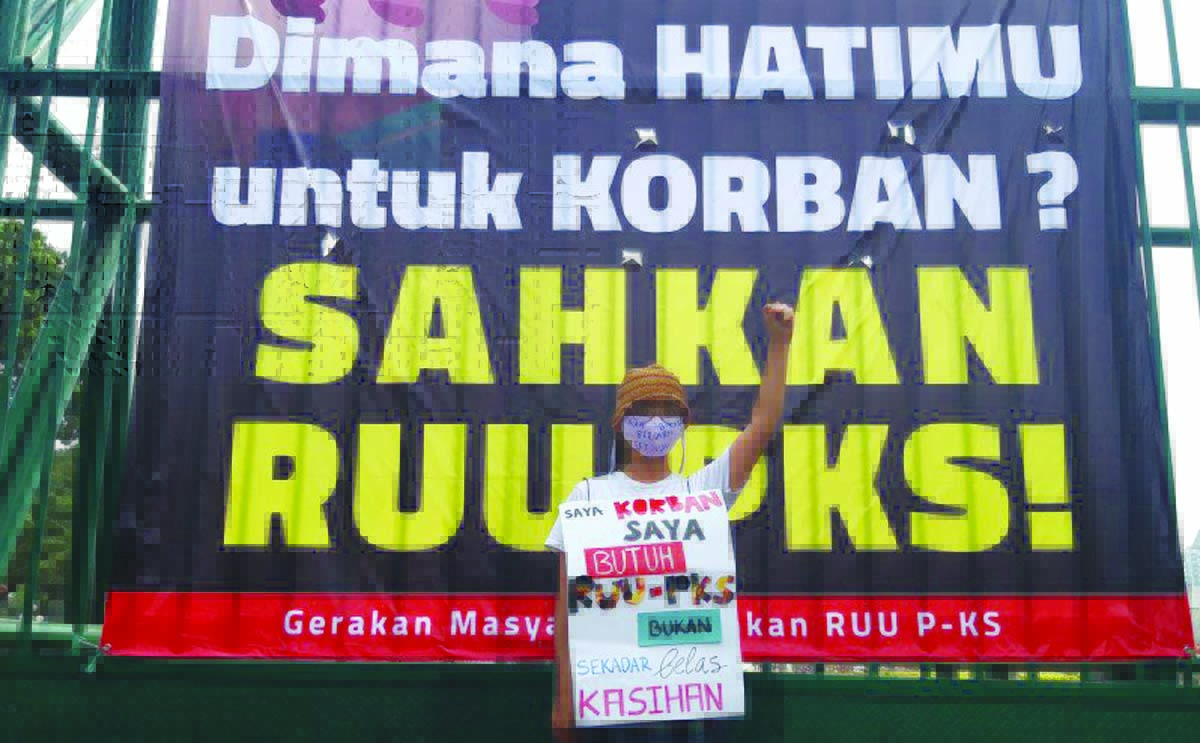 Dimana HATIMU
untuk KORBAN ?
SAHKAN
RUU PKS!
SAYA KORBAN
SAYA
BUTUH
RUU-PKS
BUKAN
SEKADAR belas
KASIHAN
Gerakan Masya kan RUU P-KS